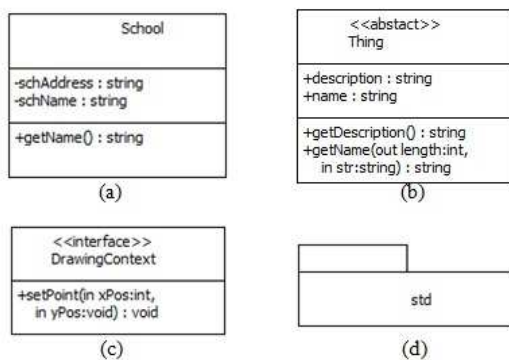 School
-schAddress : string
-schName : string
+getName() : string
(a)
<<abstact>>
Thing
+description : string
+name : string
+getDescription() : string
+getName(out length:int,
in str:string) : string
(b)
<<interface>>
DrawingContext
+setPoint(in xPos:int,
in yPos:void) : void
(c)
std
(d)